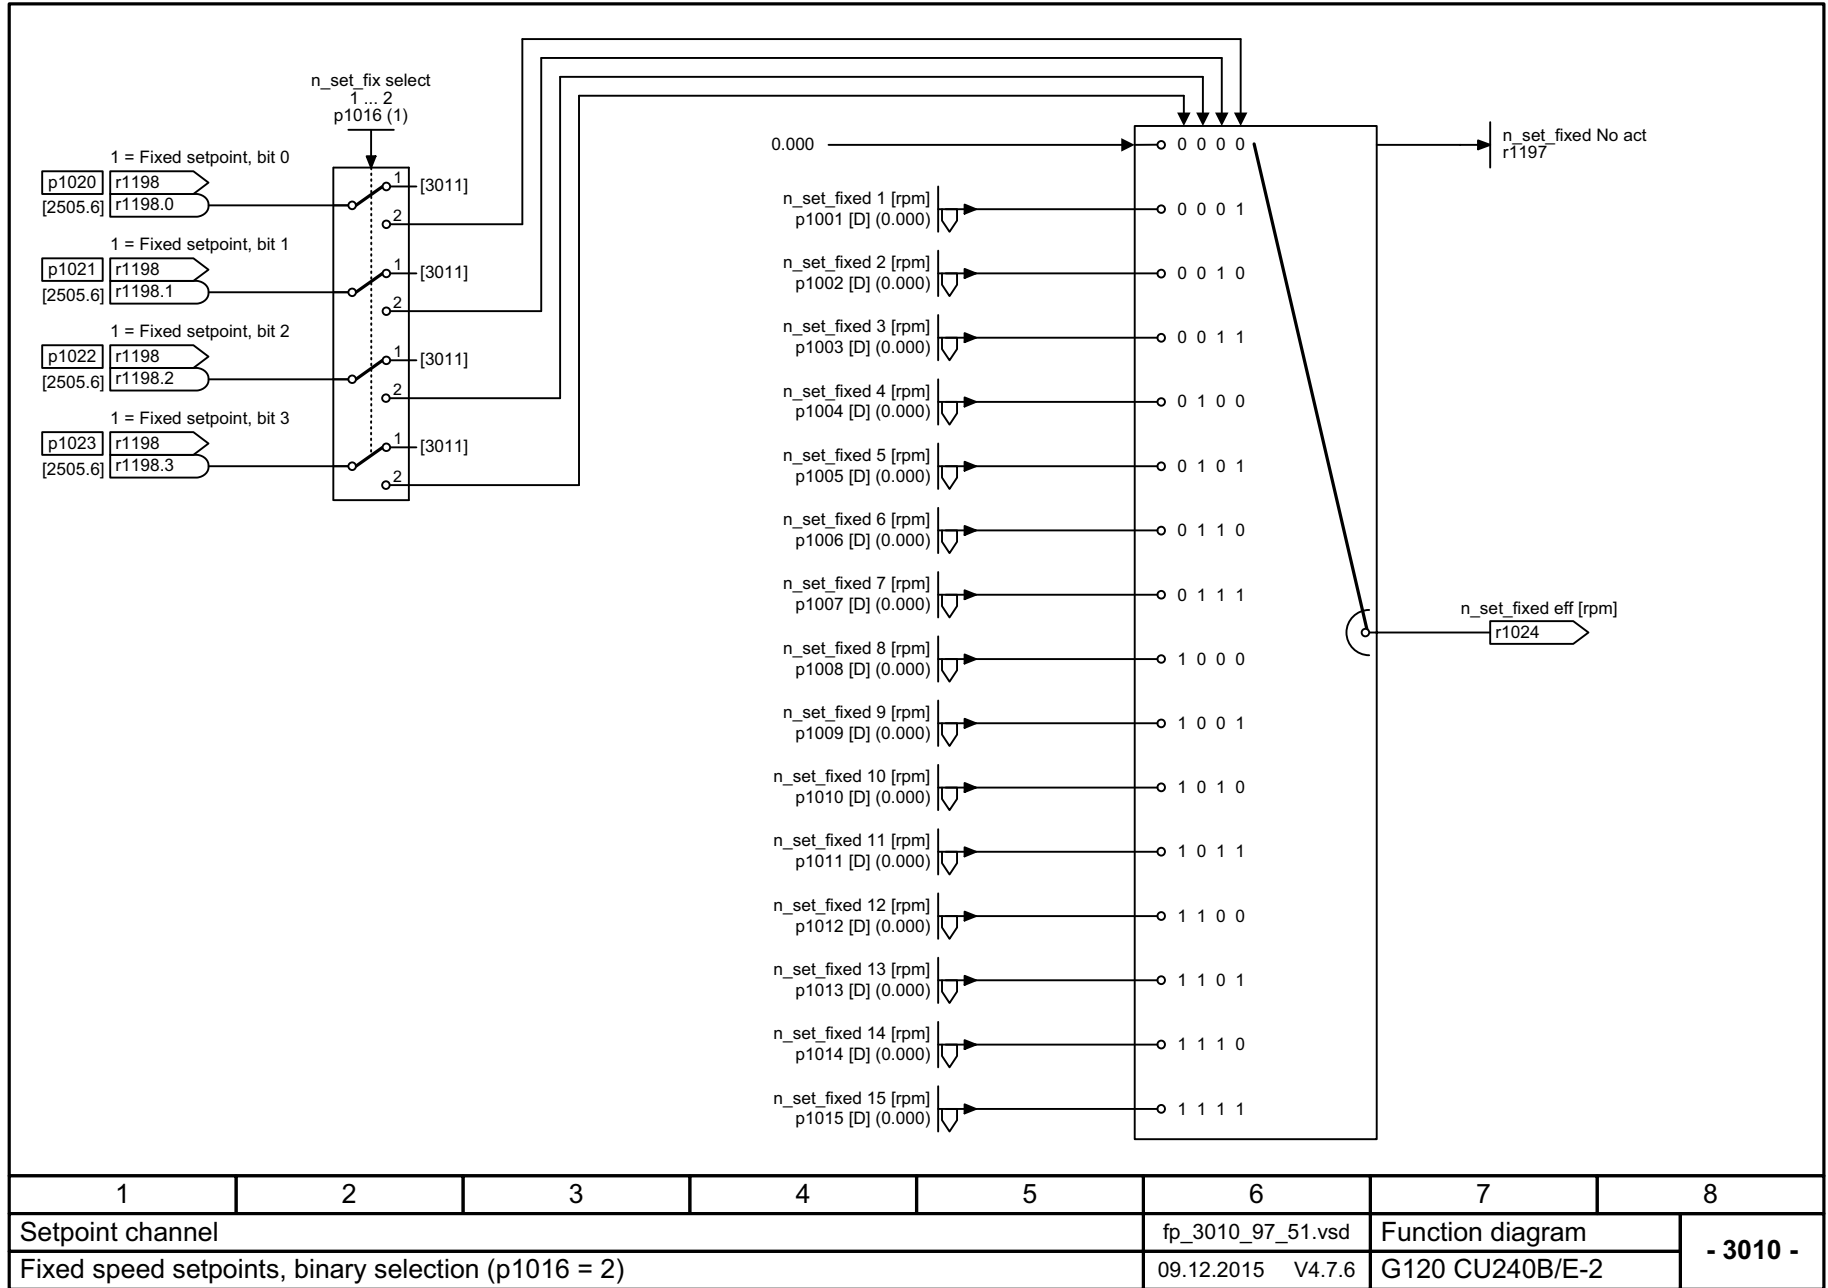 n_set_fix select
1 ... 2
p1016 (1)
1 = Fixed setpoint, bit 0
p1020 r1198
[2505.6] r1198.0
1 [3011]
2
1 = Fixed setpoint, bit 1
p1021 r1198
[2505.6] r1198.1
1 [3011]
2
1 = Fixed setpoint, bit 2
p1022 r1198
[2505.6] r1198.2
1 [3011]
2
1 = Fixed setpoint, bit 3
p1023 r1198
[2505.6] r1198.3
1 [3011]
2
0.000 0 0 0 0
n_set_fixed No act
r1197
n_set_fixed 1 [rpm]
p1001 [D] (0.000) 0 0 0 1
n_set_fixed 2 [rpm]
p1002 [D] (0.000) 0 0 1 0
n_set_fixed 3 [rpm]
p1003 [D] (0.000) 0 0 1 1
n_set_fixed 4 [rpm]
p1004 [D] (0.000) 0 1 0 0
n_set_fixed 5 [rpm]
p1005 [D] (0.000) 0 1 0 1
n_set_fixed 6 [rpm]
p1006 [D] (0.000) 0 1 1 0
n_set_fixed 7 [rpm]
p1007 [D] (0.000) 0 1 1 1
n_set_fixed eff [rpm]
r1024
n_set_fixed 8 [rpm]
p1008 [D] (0.000) 1 0 0 0
n_set_fixed 9 [rpm]
p1009 [D] (0.000) 1 0 0 1
n_set_fixed 10 [rpm]
p1010 [D] (0.000) 1 0 1 0
n_set_fixed 11 [rpm]
p1011 [D] (0.000) 1 0 1 1
n_set_fixed 12 [rpm]
p1012 [D] (0.000) 1 1 0 0
n_set_fixed 13 [rpm]
p1013 [D] (0.000) 1 1 0 1
n_set_fixed 14 [rpm]
p1014 [D] (0.000) 1 1 1 0
n_set_fixed 15 [rpm]
p1015 [D] (0.000) 1 1 1 1
1 2 3 4 5 6 7 8
Setpoint channel fp_3010_97_51.vsd Function diagram
- 3010 -
Fixed speed setpoints, binary selection (p1016 = 2) 09.12.2015 V4.7.6 G120 CU240B/E-2